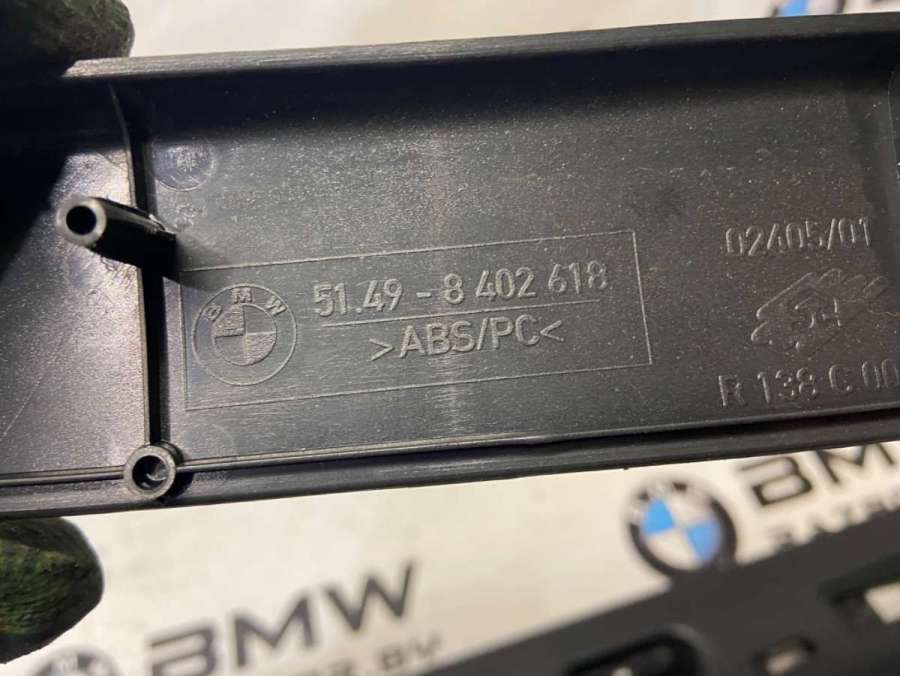 BMW
BMW
51.49 - 8 402 618
>ABS/PC<
02405/01
R 138 C 00
BMW
BMW